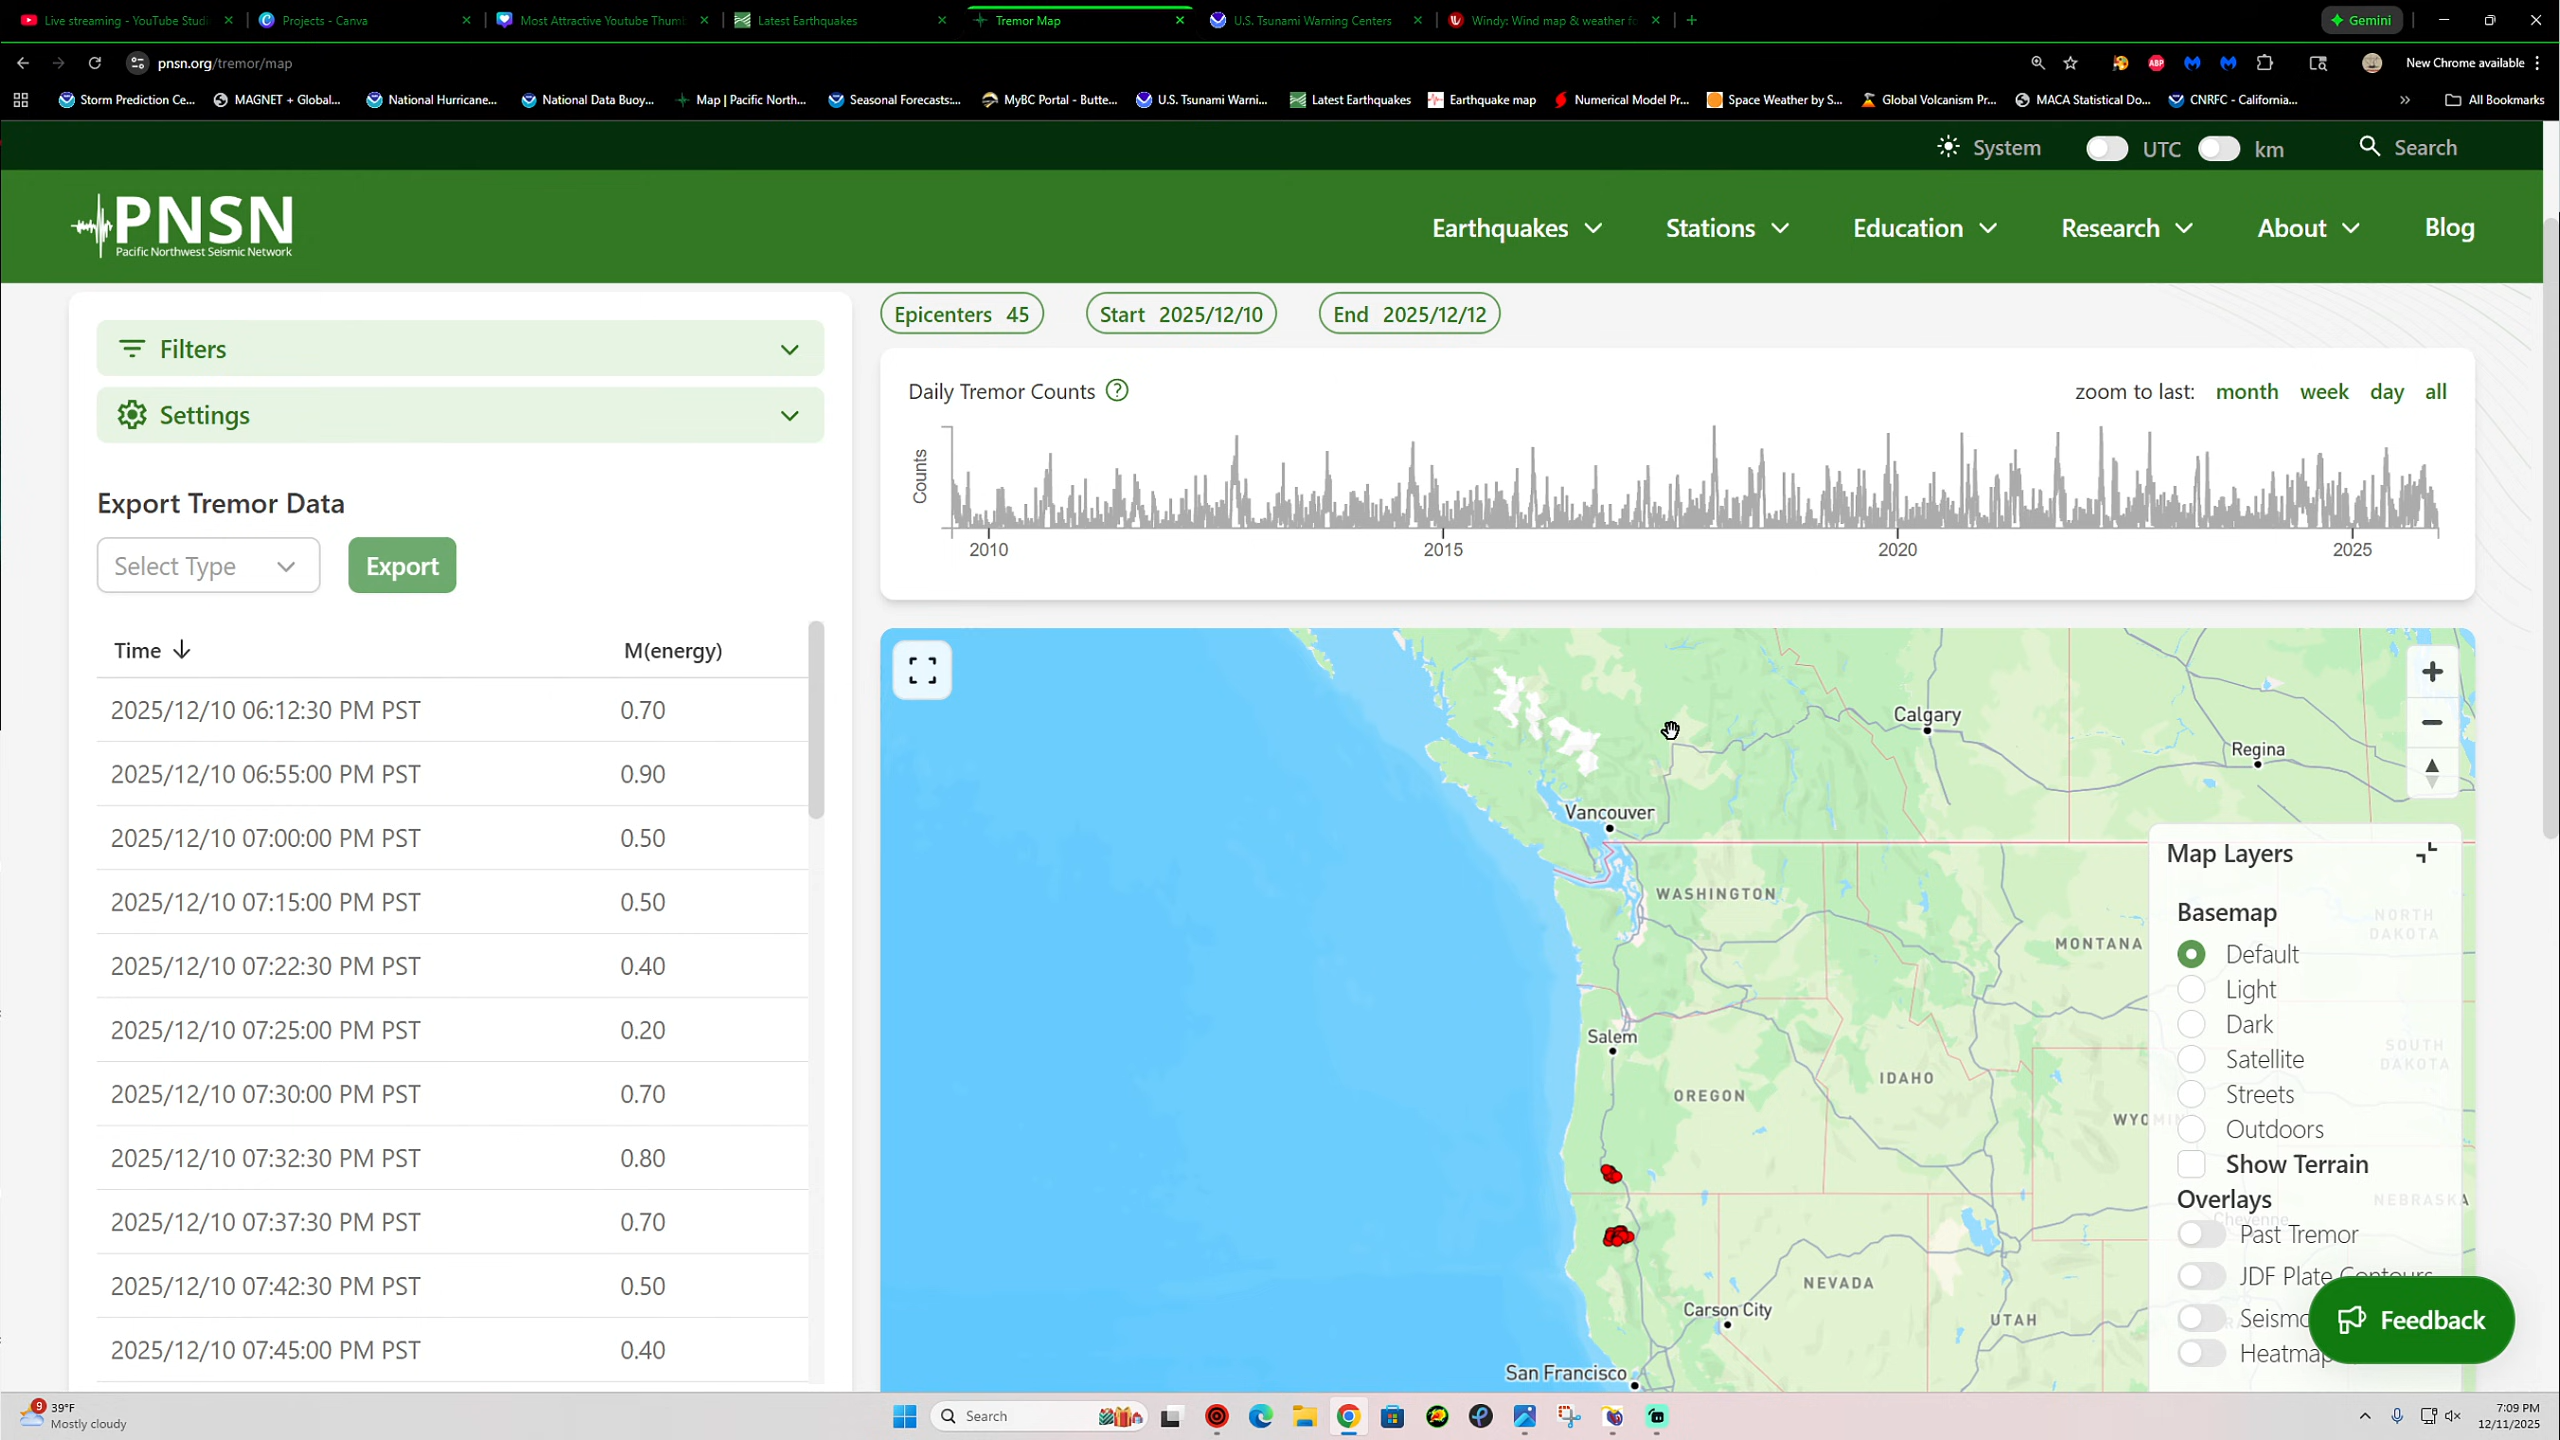 Live streaming - YouTube Studi
Projects - Canva
Most Attractive Youtube Thum
Latest Earthquakes
Tremor Map
U.S. Tsunami Warning Centers
Windy: Wind map & weather fo
Gemini
pnsn.org/tremor/map
ABP
New Chrome available
Storm Prediction Ce...
MAGNET + Global...
National Hurricane...
National Data Buoy...
Map | Pacific North...
Seasonal Forecasts:...
MyBC Portal - Butte...
U.S. Tsunami Warni...
Latest Earthquakes
Earthquake map
Numerical Model Pr...
Space Weather by S...
Global Volcanism Pr...
MACA Statistical Do...
CNRFC - California...
»
All Bookmarks
System
UTC
km
Search
PNSN
Pacific Northwest Seismic Network
Earthquakes
Stations
Education
Research
About
Blog
Filters
Settings
Export Tremor Data
Select Type
Export
Time ↓ M(energy)
2025/12/10 06:12:30 PM PST 0.70
2025/12/10 06:55:00 PM PST 0.90
2025/12/10 07:00:00 PM PST 0.50
2025/12/10 07:15:00 PM PST 0.50
2025/12/10 07:22:30 PM PST 0.40
2025/12/10 07:25:00 PM PST 0.20
2025/12/10 07:30:00 PM PST 0.70
2025/12/10 07:32:30 PM PST 0.80
2025/12/10 07:37:30 PM PST 0.70
2025/12/10 07:42:30 PM PST 0.50
2025/12/10 07:45:00 PM PST 0.40
Epicenters 45
Start 2025/12/10
End 2025/12/12
Daily Tremor Counts ?
zoom to last: month week day all
Counts
2010 2015 2020 2025
Calgary
Regina
Vancouver
WASHINGTON
MONTANA
NORTH
DAKOTA
Salem
OREGON
IDAHO
SOUTH
DAKOTA
WYOMIN
NEBRASKA
Cheyenne
NEVADA
Carson City
UTAH
San Francisco
Map Layers
Basemap
Default
Light
Dark
Satellite
Streets
Outdoors
Show Terrain
Overlays
Past Tremor
JDF Plate Contours
Seismo
Heatmap
Feedback
9
39°F
Mostly cloudy
Search
7:09 PM
12/11/2025